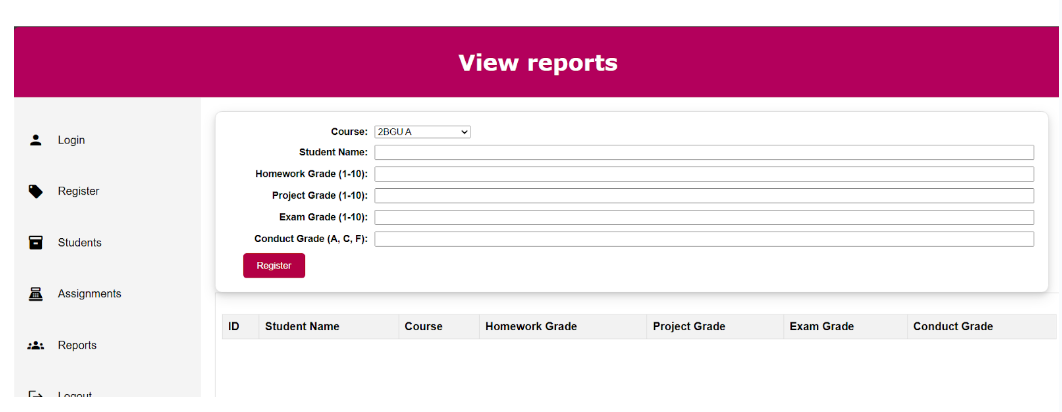 View reports
Login
Register
Students
Assignments
Reports
Logout
Course: 2BGU A
Student Name:
Homework Grade (1-10):
Project Grade (1-10):
Exam Grade (1-10):
Conduct Grade (A, C, F):
Register
ID Student Name Course Homework Grade Project Grade Exam Grade Conduct Grade